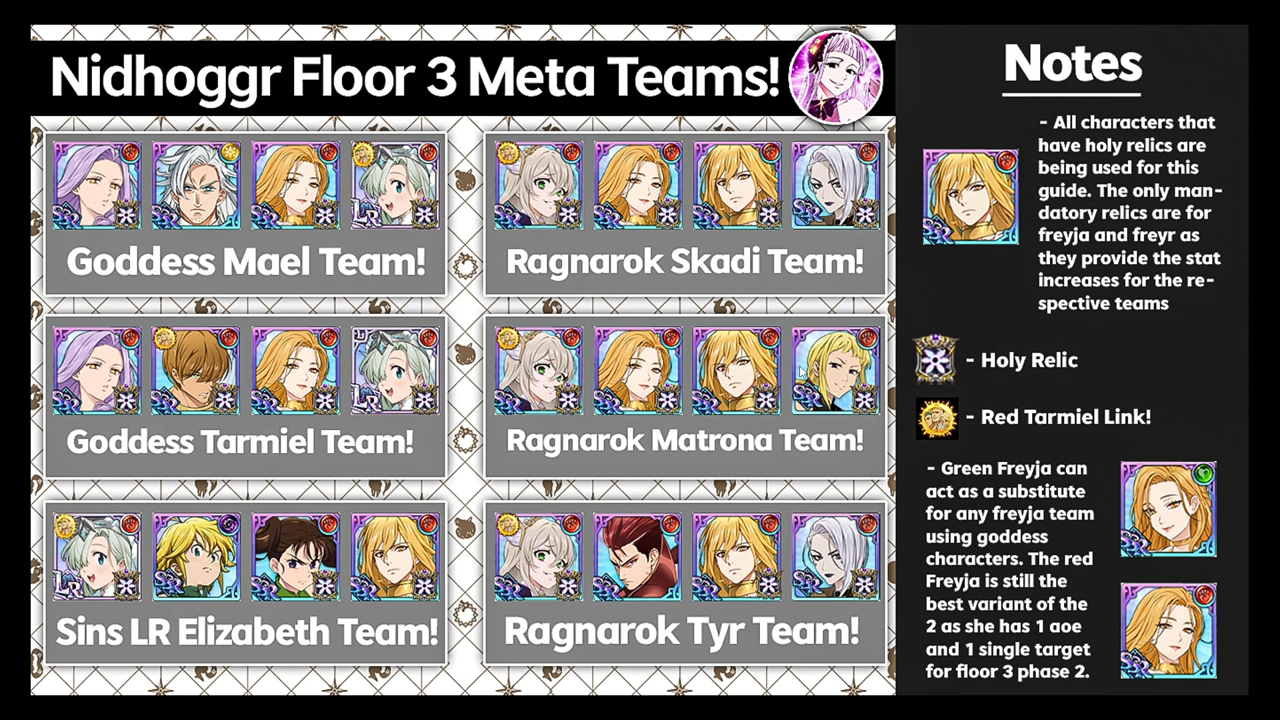 Nidhoggr Floor 3 Meta Teams!
Goddess Mael Team!
Ragnarok Skadi Team!
LR
Goddess Tarmiel Team!
Ragnarok Matrona Team!
LR
Sins LR Elizabeth Team!
Ragnarok Tyr Team!
LR
Notes
- All characters that
have holy relics are
being used for this
guide. The only man-
datory relics are for
freyja and freyr as
they provide the stat
increases for the re-
spective teams
- Holy Relic
- Red Tarmiel Link!
- Green Freyja can
act as a substitute
for any freyja team
using goddess
characters. The red
Freyja is still the
best variant of the
2 as she has 1 aoe
and 1 single target
for floor 3 phase 2.